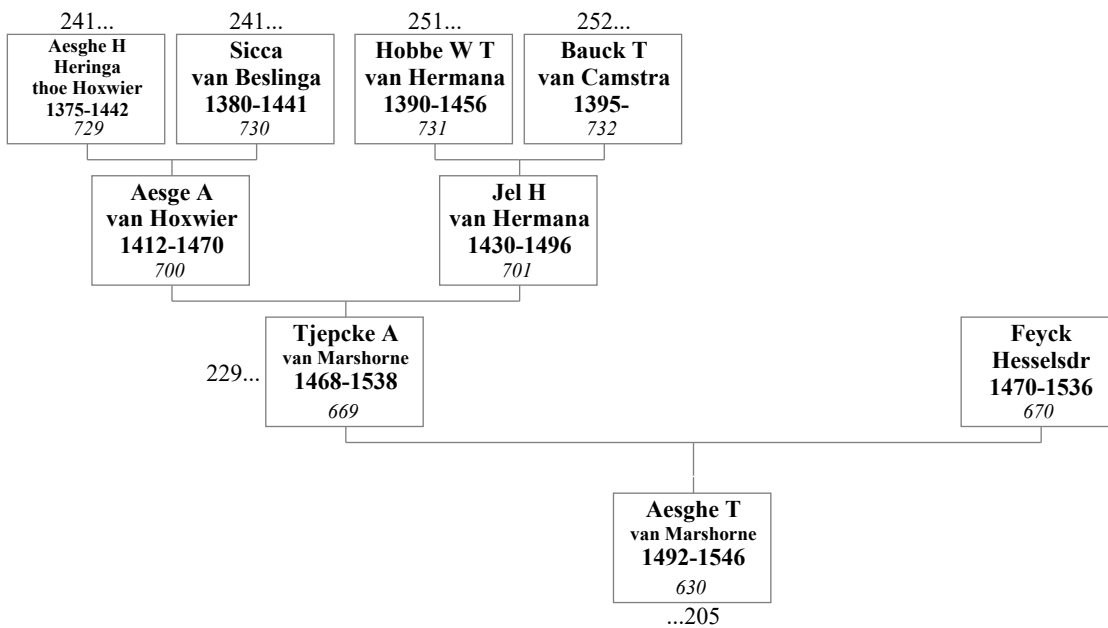 241...
Aesghe H
Heringa
thoe Hoxwier
1375-1442
729
241...
Sicca
van Beslinga
1380-1441
730
251...
Hobbe W T
van Hermana
1390-1456
731
252...
Bauck T
van Camstra
1395-
732
Aesge A
van Hoxwier
1412-1470
700
Jel H
van Hermana
1430-1496
701
229...
Tjepcke A
van Marshorne
1468-1538
669
Feyck
Hesselsdr
1470-1536
670
Aesghe T
van Marshorne
1492-1546
630
...205